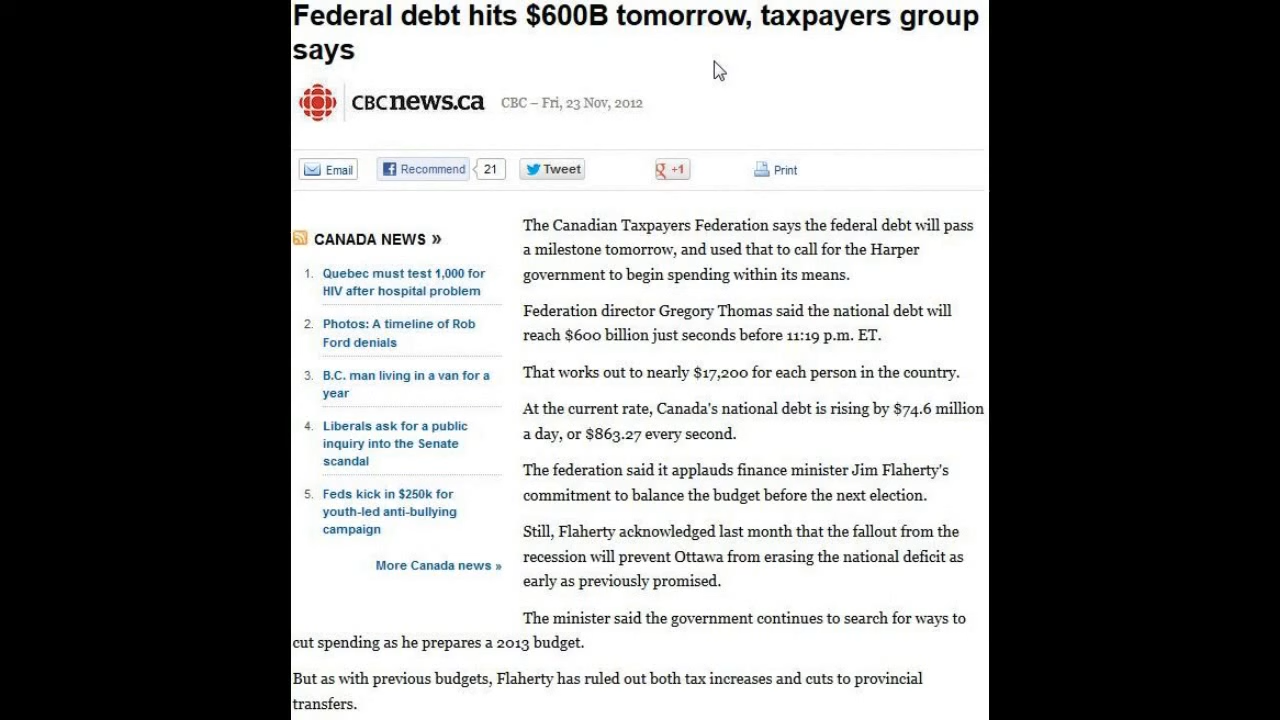 Federal debt hits $600B tomorrow, taxpayers group
says
CBCnews.ca
CBC – Fri, 23 Nov, 2012
Email
Recommend
21
Tweet
g +1
Print
CANADA NEWS »
1. Quebec must test 1,000 for
HIV after hospital problem
2. Photos: A timeline of Rob
Ford denials
3. B.C. man living in a van for a
year
4. Liberals ask for a public
inquiry into the Senate
scandal
5. Feds kick in $250k for
youth-led anti-bullying
campaign
More Canada news »
The Canadian Taxpayers Federation says the federal debt will pass
a milestone tomorrow, and used that to call for the Harper
government to begin spending within its means.
Federation director Gregory Thomas said the national debt will
reach $600 billion just seconds before 11:19 p.m. ET.
That works out to nearly $17,200 for each person in the country.
At the current rate, Canada's national debt is rising by $74.6 million
a day, or $863.27 every second.
The federation said it applauds finance minister Jim Flaherty's
commitment to balance the budget before the next election.
Still, Flaherty acknowledged last month that the fallout from the
recession will prevent Ottawa from erasing the national deficit as
early as previously promised.
The minister said the government continues to search for ways to
cut spending as he prepares a 2013 budget.
But as with previous budgets, Flaherty has ruled out both tax increases and cuts to provincial
transfers.